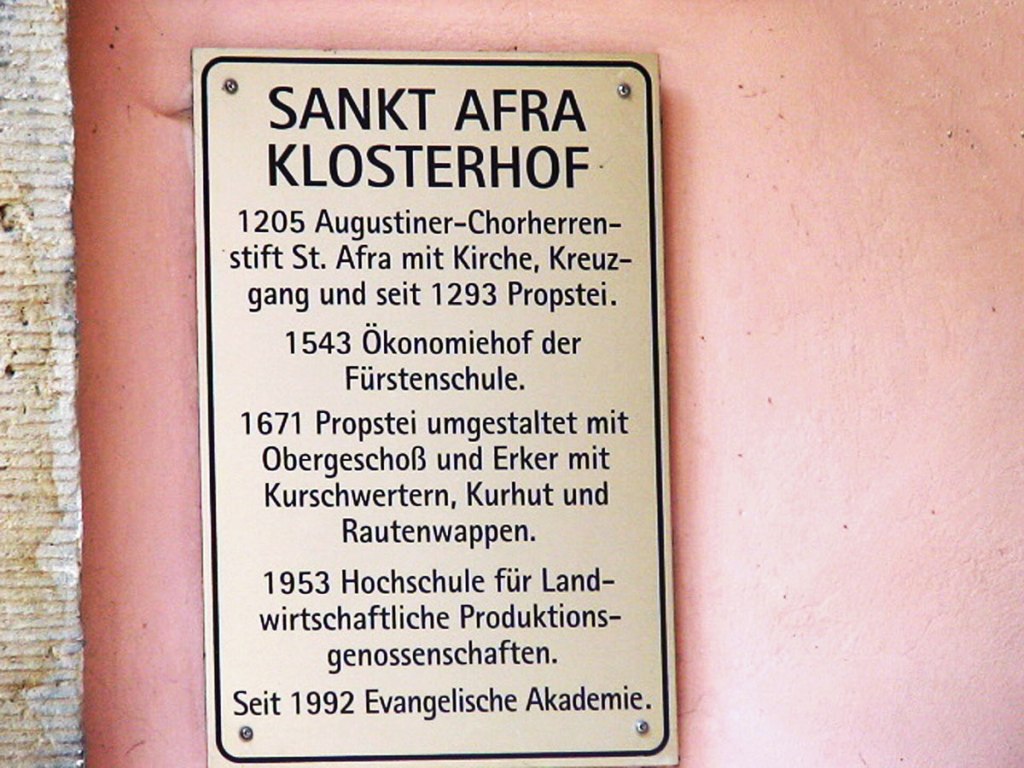 SANKT AFRA
KLOSTERHOF
1205 Augustiner-Chorherren-
stift St. Afra mit Kirche, Kreuz-
gang und seit 1293 Propstei.
1543 Ökonomiehof der
Fürstenschule.
1671 Propstei umgestaltet mit
Obergeschoß und Erker mit
Kurschwertern, Kurhut und
Rautenwappen.
1953 Hochschule für Land-
wirtschaftliche Produktions-
genossenschaften.
Seit 1992 Evangelische Akademie.